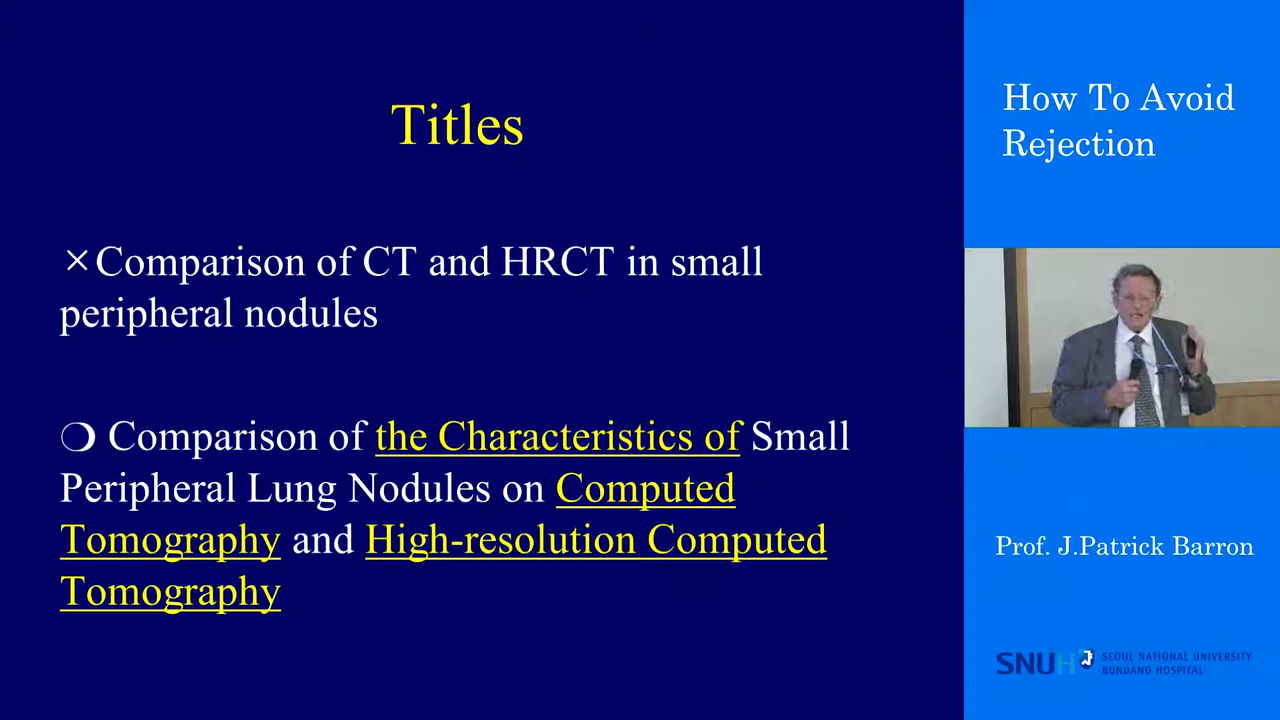 Titles
×Comparison of CT and HRCT in small
peripheral nodules
❍ Comparison of the Characteristics of Small
Peripheral Lung Nodules on Computed
Tomography and High-resolution Computed
Tomography
How To Avoid
Rejection
Prof. J.Patrick Barron
SNUH
SEOUL NATIONAL UNIVERSITY
BUNDANG HOSPITAL